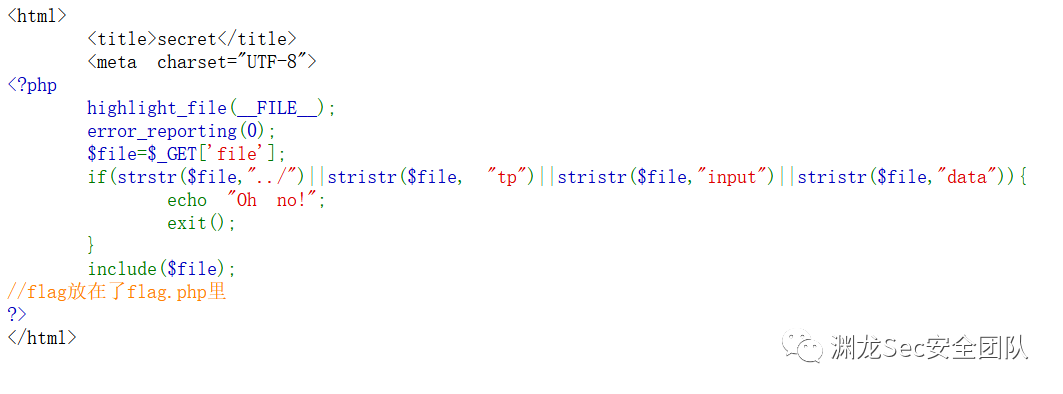 <html>
<title>secret</title>
<meta charset="UTF-8">
<?php
highlight_file(__FILE__);
error_reporting(0);
$file=$_GET['file'];
if(strstr($file,"../")||stristr($file, "tp")||stristr($file,"input")||stristr($file,"data")){
echo "Oh no!";
exit();
}
include($file);
//flag放在了flag.php里
?>
</html>
渊龙Sec安全团队